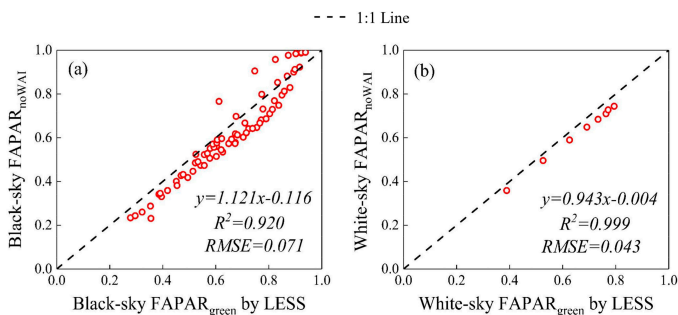 1:1 Line
(a)
Black-sky FAPAR_noWAI
1.0
0.8
0.6
0.4
0.2
0.0
y=1.121x-0.116
R²=0.920
RMSE=0.071
0.0 0.2 0.4 0.6 0.8 1.0
Black-sky FAPAR_green by LESS
(b)
White-sky FAPAR_noWAI
1.0
0.8
0.6
0.4
0.2
0.0
y=0.943x-0.004
R²=0.999
RMSE=0.043
0.0 0.2 0.4 0.6 0.8 1.0
White-sky FAPAR_green by LESS